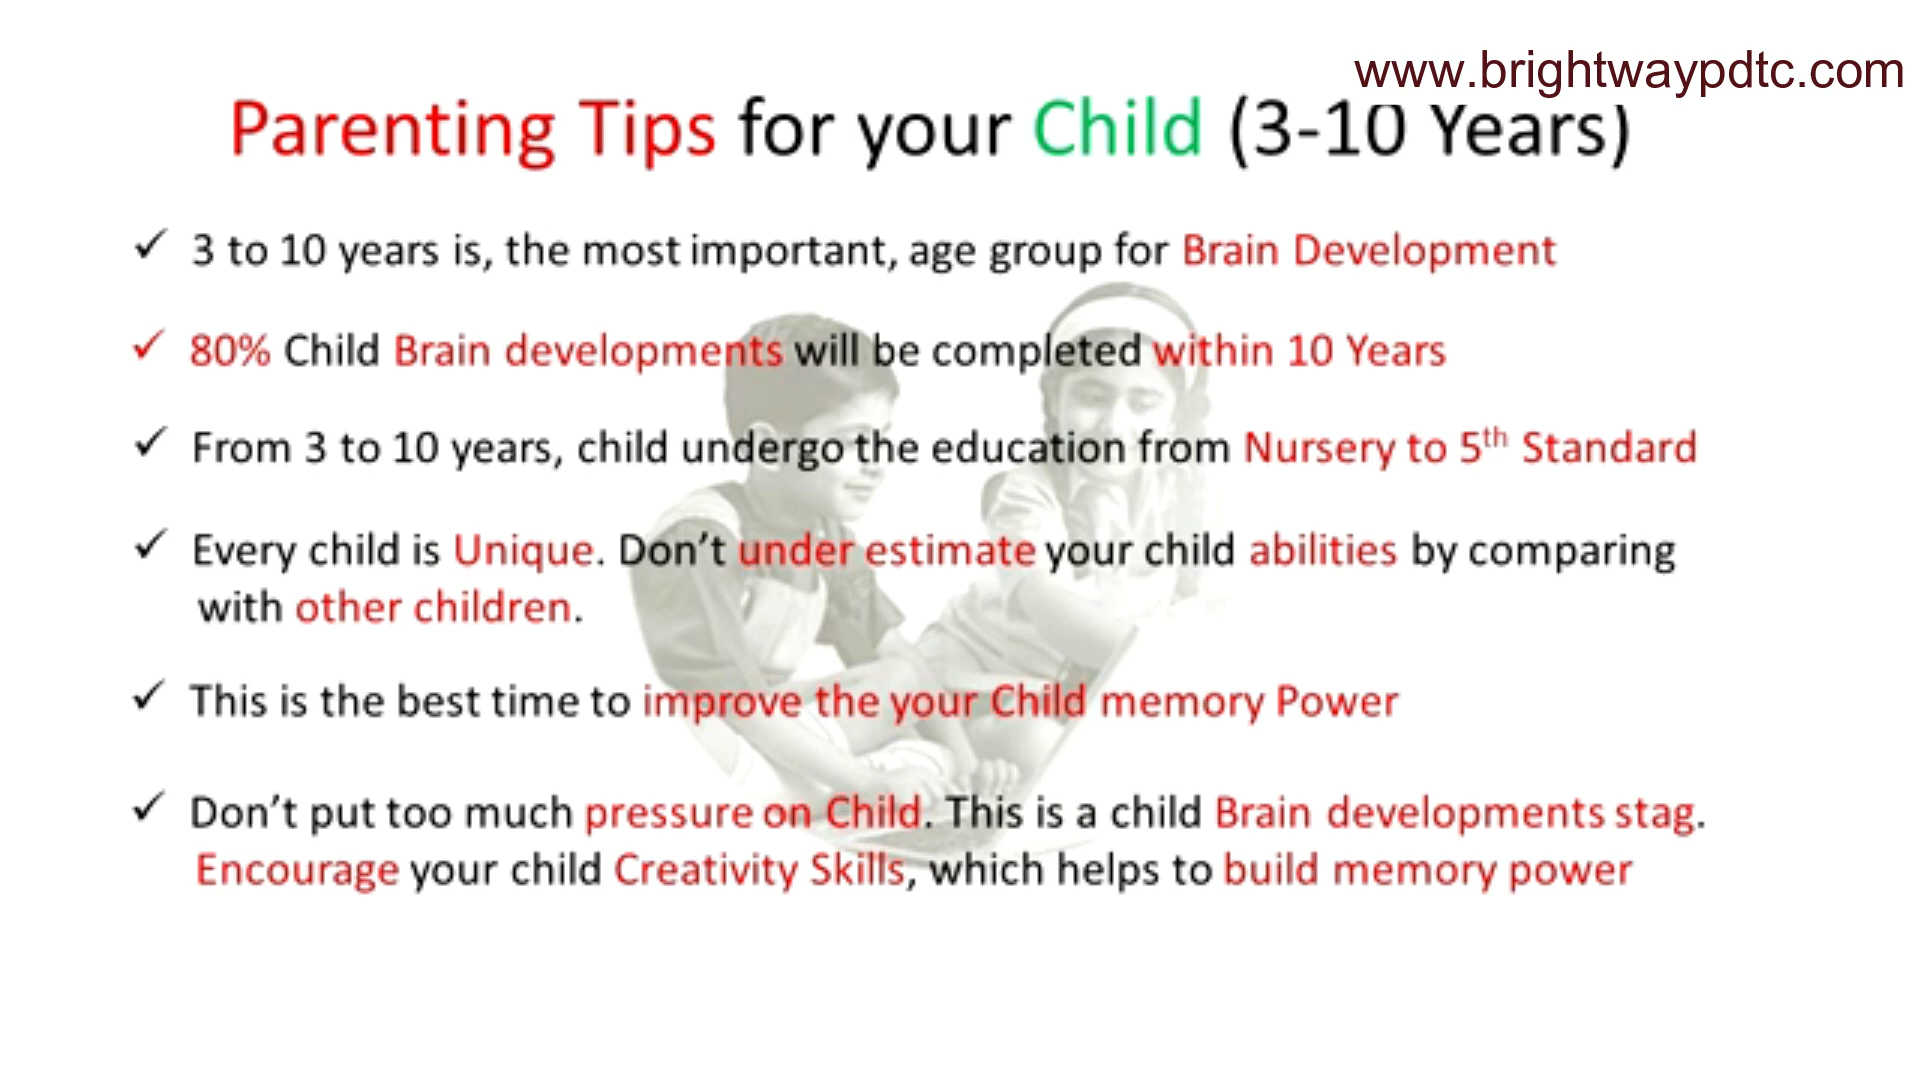 www.brightwaypdtc.com
Parenting Tips for your Child (3-10 Years)
✓ 3 to 10 years is, the most important, age group for Brain Development
✓ 80% Child Brain developments will be completed within 10 Years
✓ From 3 to 10 years, child undergo the education from Nursery to 5th Standard
✓ Every child is Unique. Don't under estimate your child abilities by comparing
with other children.
✓ This is the best time to improve the your Child memory Power
✓ Don't put too much pressure on Child. This is a child Brain developments stag.
Encourage your child Creativity Skills, which helps to build memory power